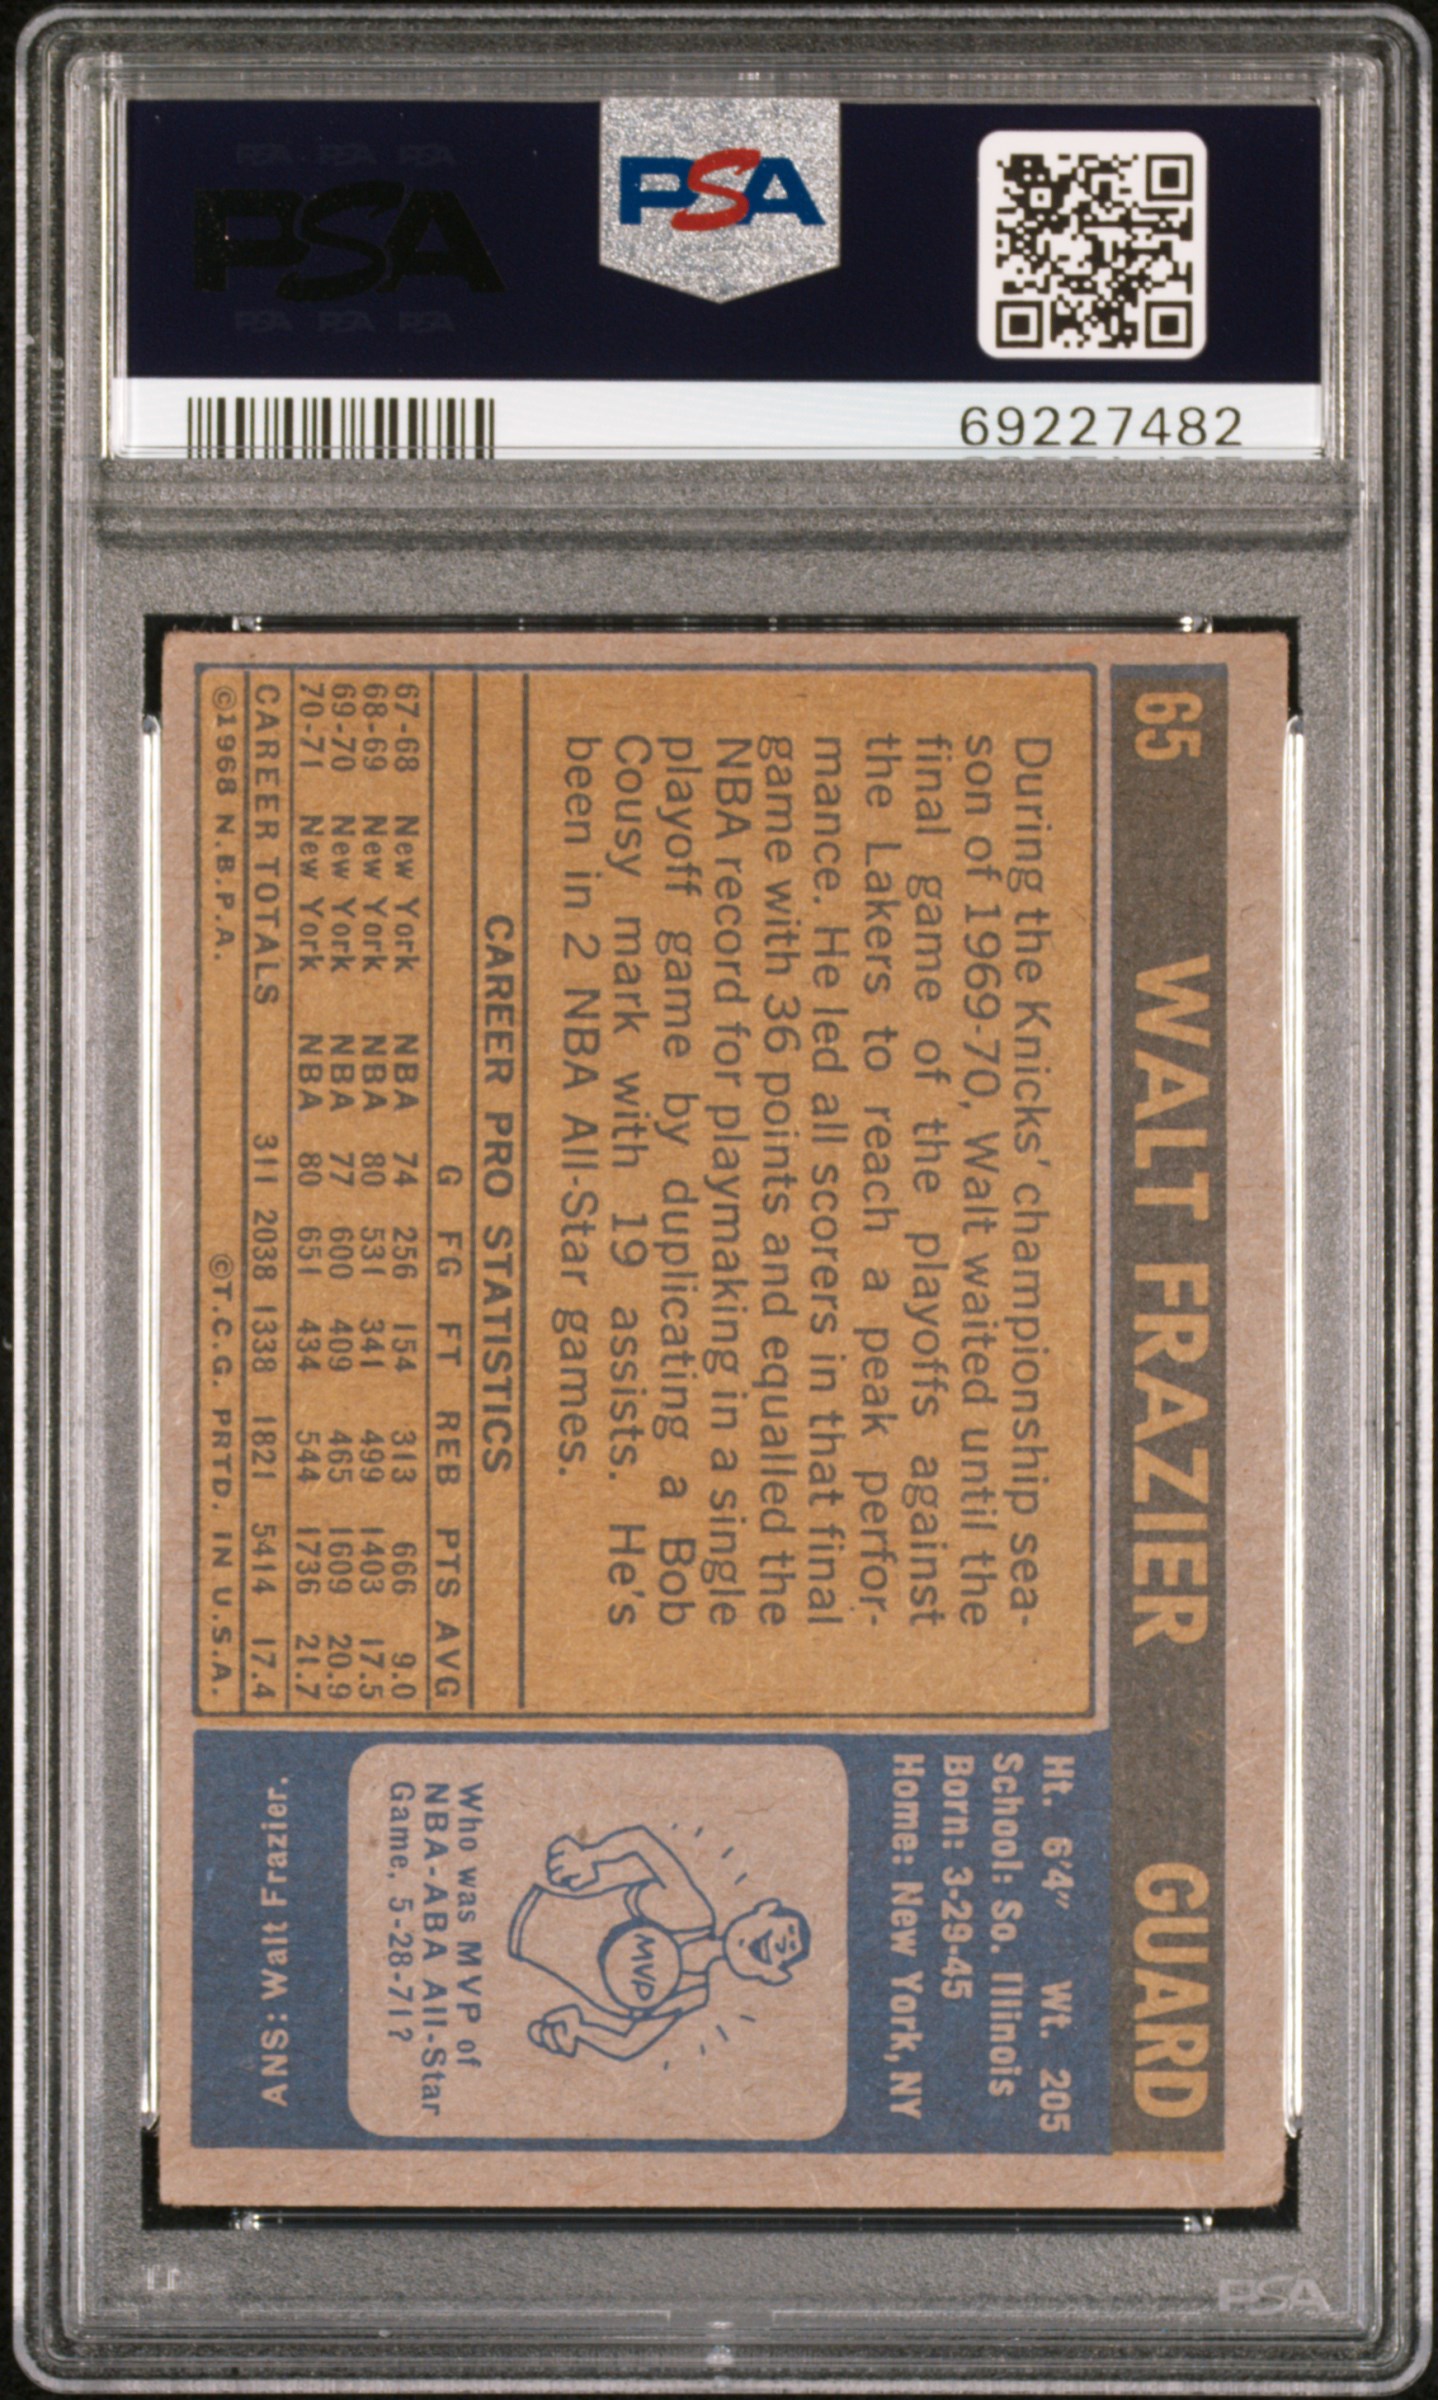 PSA PSA PSA
PSA
PSA PSA PSA
PSA
69227482
65 WALT FRAZIER GUARD
During the Knicks' championship sea-
son of 1969-70, Walt waited until the
final game of the playoffs against
the Lakers to reach a peak perfor-
mance. He led all scorers in that final
game with 36 points and equalled the
NBA record for playmaking in a single
playoff game by duplicating a Bob
Cousy mark with 19 assists. He's
been in 2 NBA All-Star games.
CAREER PRO STATISTICS
G FG FT REB PTS AVG
67-68 New York NBA 74 256 154 313 666 9.0
68-69 New York NBA 80 531 341 499 1403 17.5
69-70 New York NBA 77 600 409 465 1609 20.9
70-71 New York NBA 80 651 434 544 1736 21.7
CAREER TOTALS 311 2038 1338 1821 5414 17.4
©1968 N.B.P.A. ©T.C.G. PRTD. IN U.S.A.
Ht. 6'4" Wt. 205
School: So. Illinois
Born: 3-29-45
Home: New York, NY
MVP
Who was MVP of
NBA-ABA All-Star
Game, 5-28-71?
ANS: Walt Frazier.
PSA